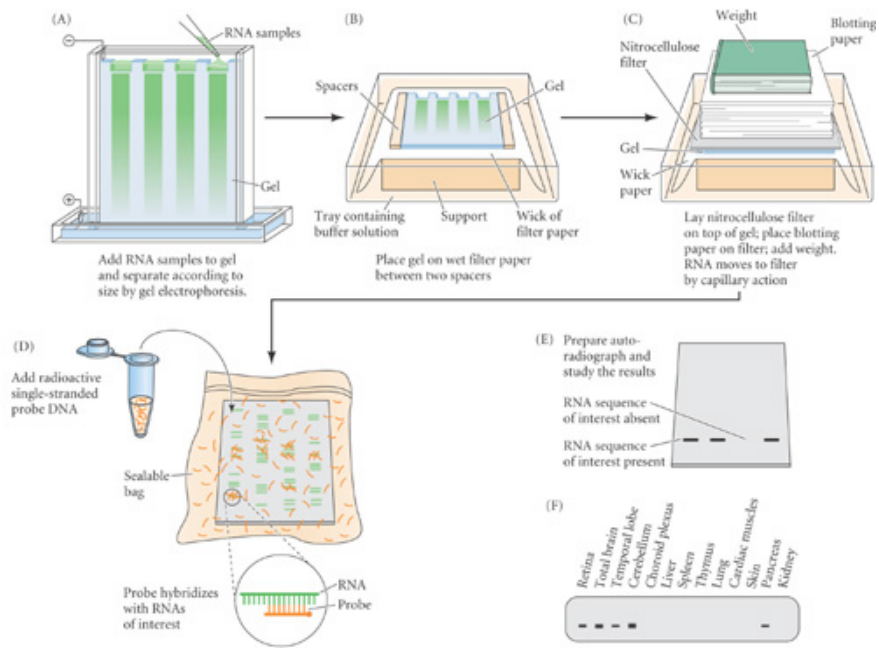 (A)
RNA samples
⊖
⊕
Gel
Add RNA samples to gel
and separate according to
size by gel electrophoresis.
(B)
Spacers
Gel
Tray containing
buffer solution
Support
Wick of
filter paper
Place gel on wet filter paper
between two spacers
(C)
Weight
Blotting
paper
Nitrocellulose
filter
Gel
Wick
paper
Lay nitrocellulose filter
on top of gel; place blotting
paper on filter; add weight.
RNA moves to filter
by capillary action
(D)
Add radioactive
single-stranded
probe DNA
Sealable
bag
Probe hybridizes
with RNAs
of interest
RNA
Probe
(E)
Prepare auto-
radiograph and
study the results
RNA sequence
of interest absent
RNA sequence
of interest present
(F)
Retina
Total brain
Temporal lobe
Cerebellum
Choroid plexus
Liver
Spleen
Thymus
Lung
Cardiac muscles
Skin
Pancreas
Kidney